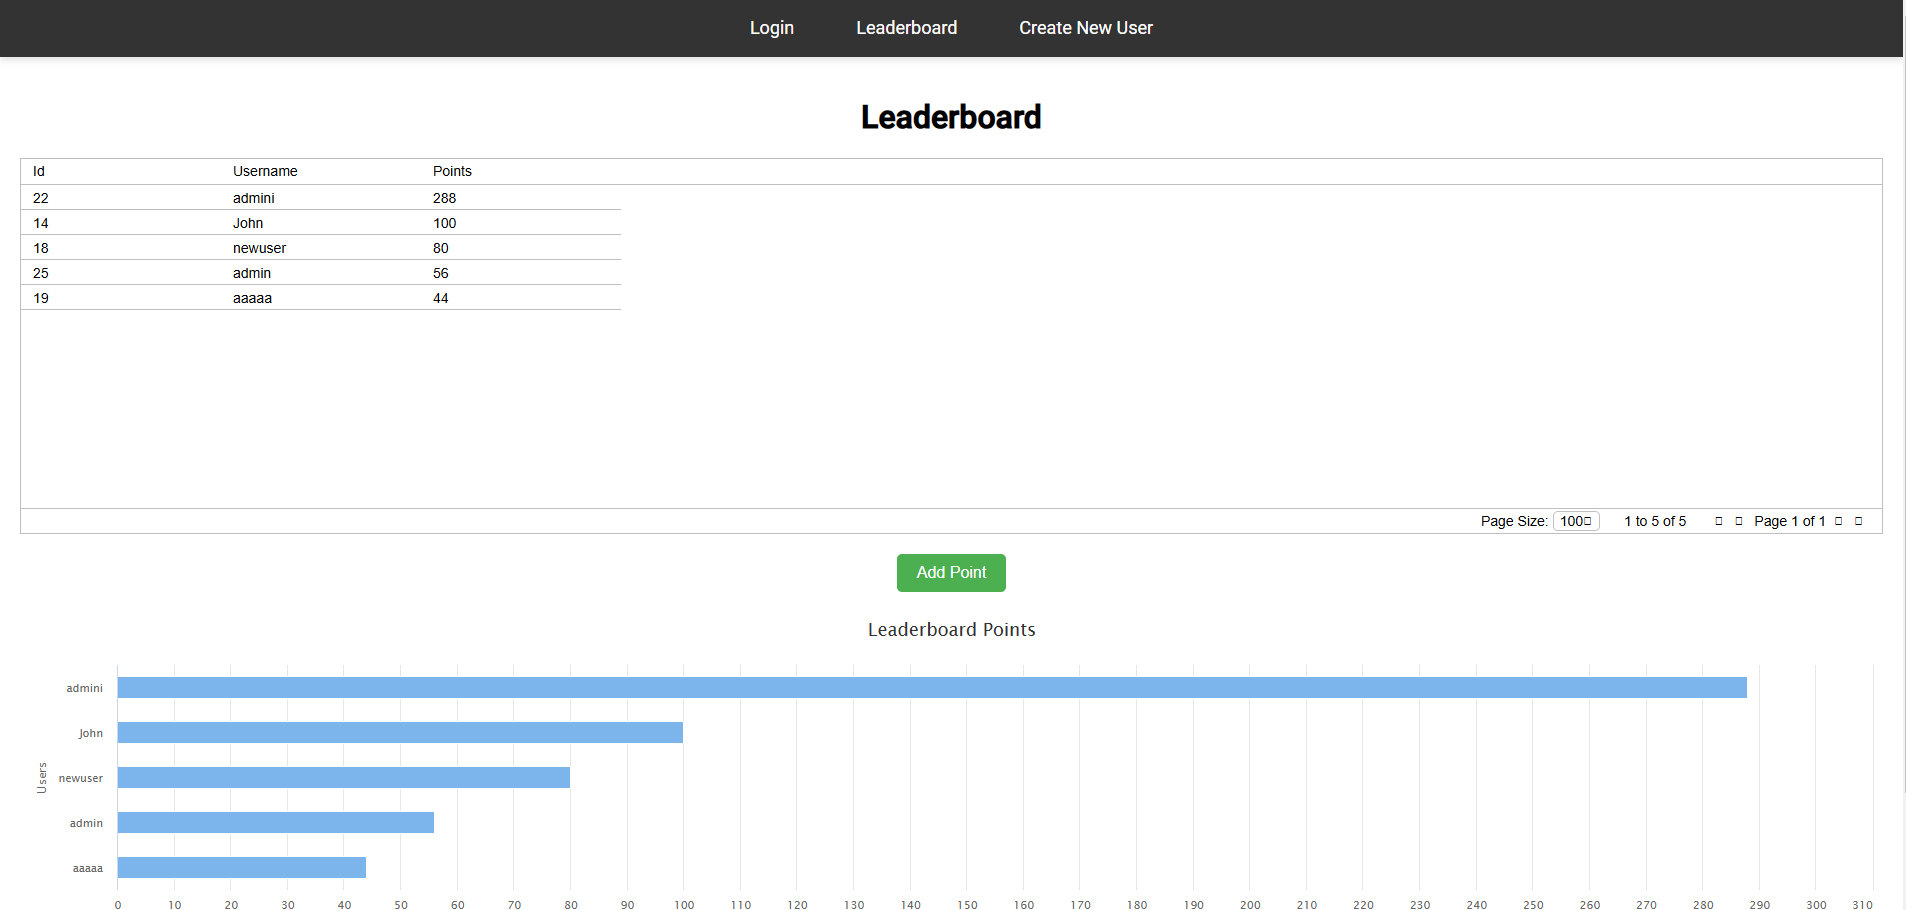 Login Leaderboard Create New User
Leaderboard
Id Username Points
22 admini 288
14 John 100
18 newuser 80
25 admin 56
19 aaaaa 44
Page Size: 100 1 to 5 of 5 Page 1 of 1
Add Point
Leaderboard Points
Users
admini
John
newuser
admin
aaaaa
0 10 20 30 40 50 60 70 80 90 100 110 120 130 140 150 160 170 180 190 200 210 220 230 240 250 260 270 280 290 300 310